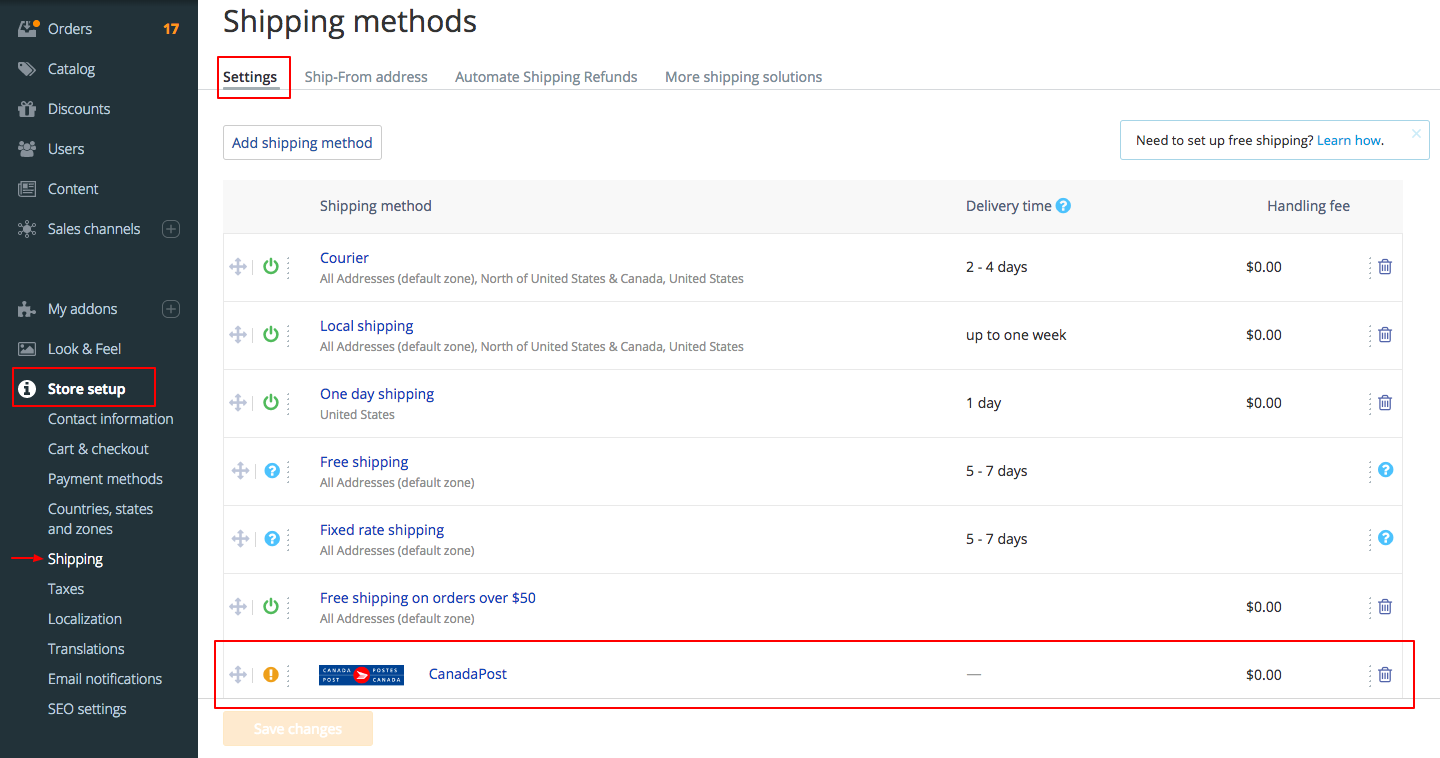 Orders 17
Catalog
Discounts
Users
Content
Sales channels
My addons
Look & Feel
Store setup
Contact information
Cart & checkout
Payment methods
Countries, states
and zones
Shipping
Taxes
Localization
Translations
Email notifications
SEO settings
Shipping methods
Settings Ship-From address Automate Shipping Refunds More shipping solutions
Add shipping method
Need to set up free shipping? Learn how.
Shipping method Delivery time ? Handling fee
Courier
All Addresses (default zone), North of United States & Canada, United States
2 - 4 days $0.00
Local shipping
All Addresses (default zone), North of United States & Canada, United States
up to one week $0.00
One day shipping
United States
1 day $0.00
Free shipping
All Addresses (default zone)
5 - 7 days
Fixed rate shipping
All Addresses (default zone)
5 - 7 days
Free shipping on orders over $50
All Addresses (default zone)
$0.00
CANADA POSTES
POST CANADA
CanadaPost — $0.00
Save changes